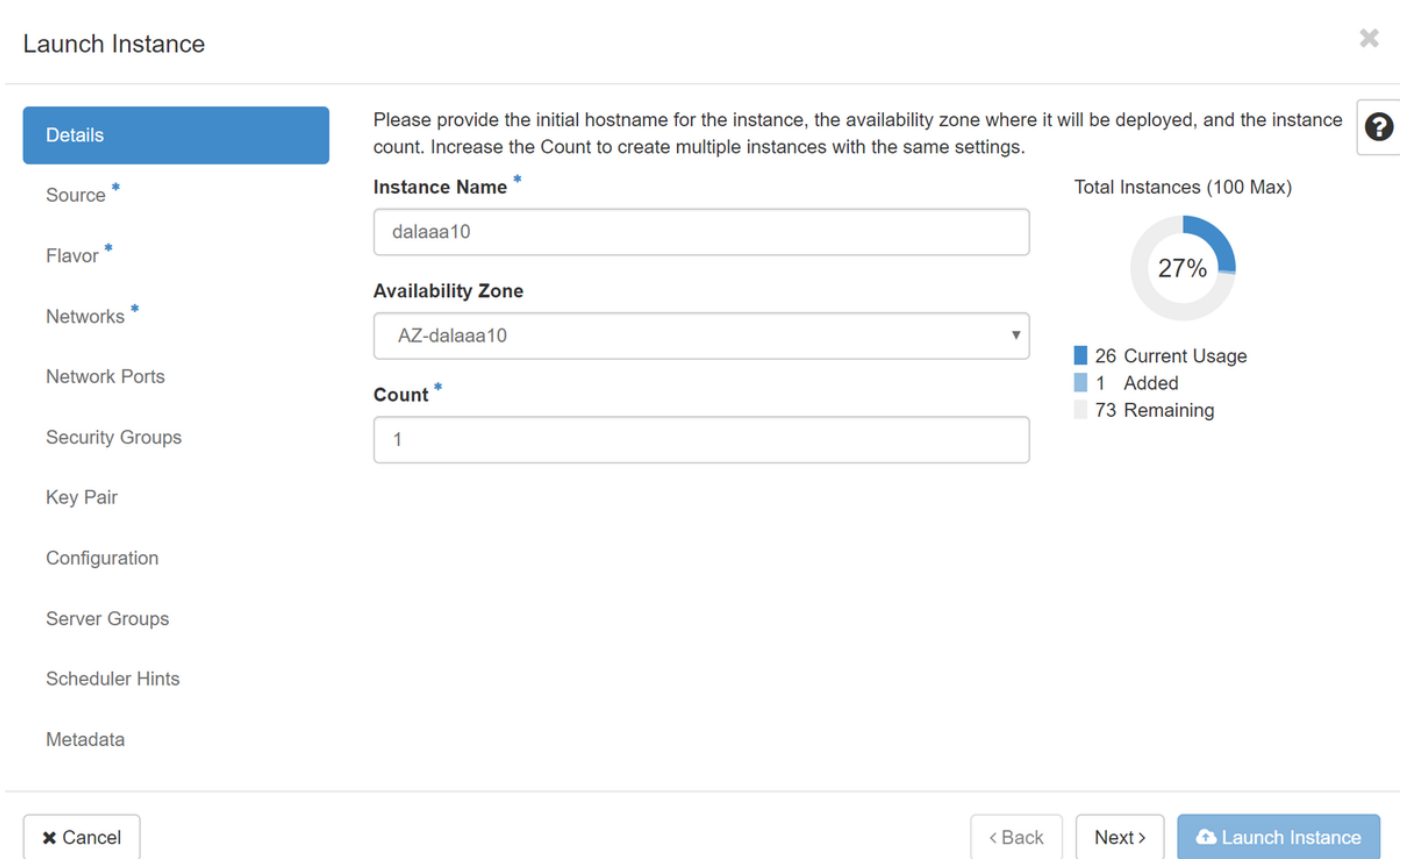 Launch Instance
Details
Source *
Flavor *
Networks *
Network Ports
Security Groups
Key Pair
Configuration
Server Groups
Scheduler Hints
Metadata
Please provide the initial hostname for the instance, the availability zone where it will be deployed, and the instance
count. Increase the Count to create multiple instances with the same settings.
Instance Name *
dalaaa10
Availability Zone
AZ-dalaaa10
Count *
1
Total Instances (100 Max)
27%
26 Current Usage
1 Added
73 Remaining
Cancel
< Back
Next >
Launch Instance